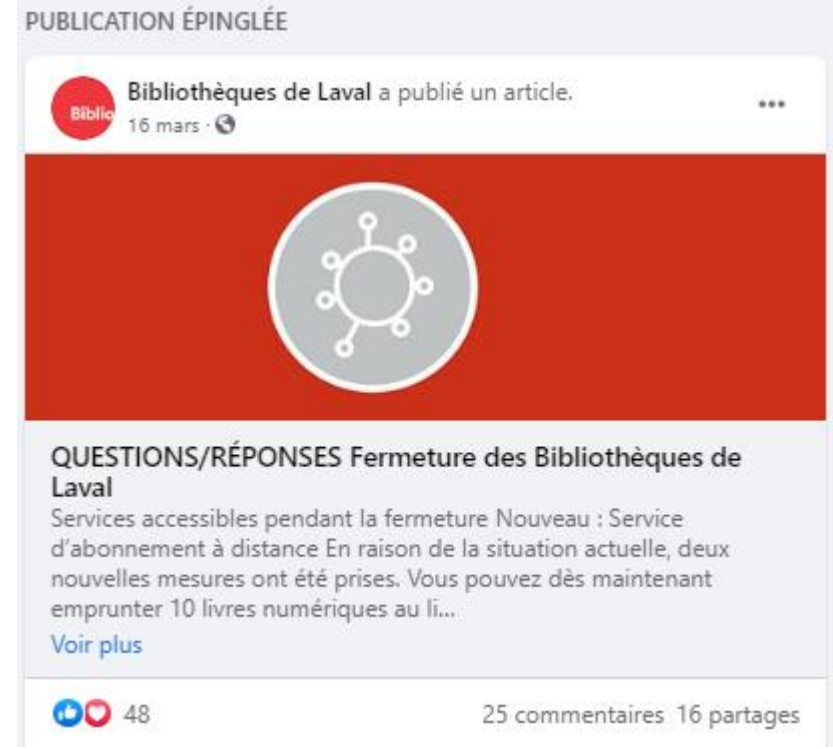 PUBLICATION ÉPINGLÉE
Biblio
Bibliothèques de Laval a publié un article.
16 mars ·
QUESTIONS/RÉPONSES Fermeture des Bibliothèques de
Laval
Services accessibles pendant la fermeture Nouveau : Service
d'abonnement à distance En raison de la situation actuelle, deux
nouvelles mesures ont été prises. Vous pouvez dès maintenant
emprunter 10 livres numériques au li...
Voir plus
48
25 commentaires 16 partages